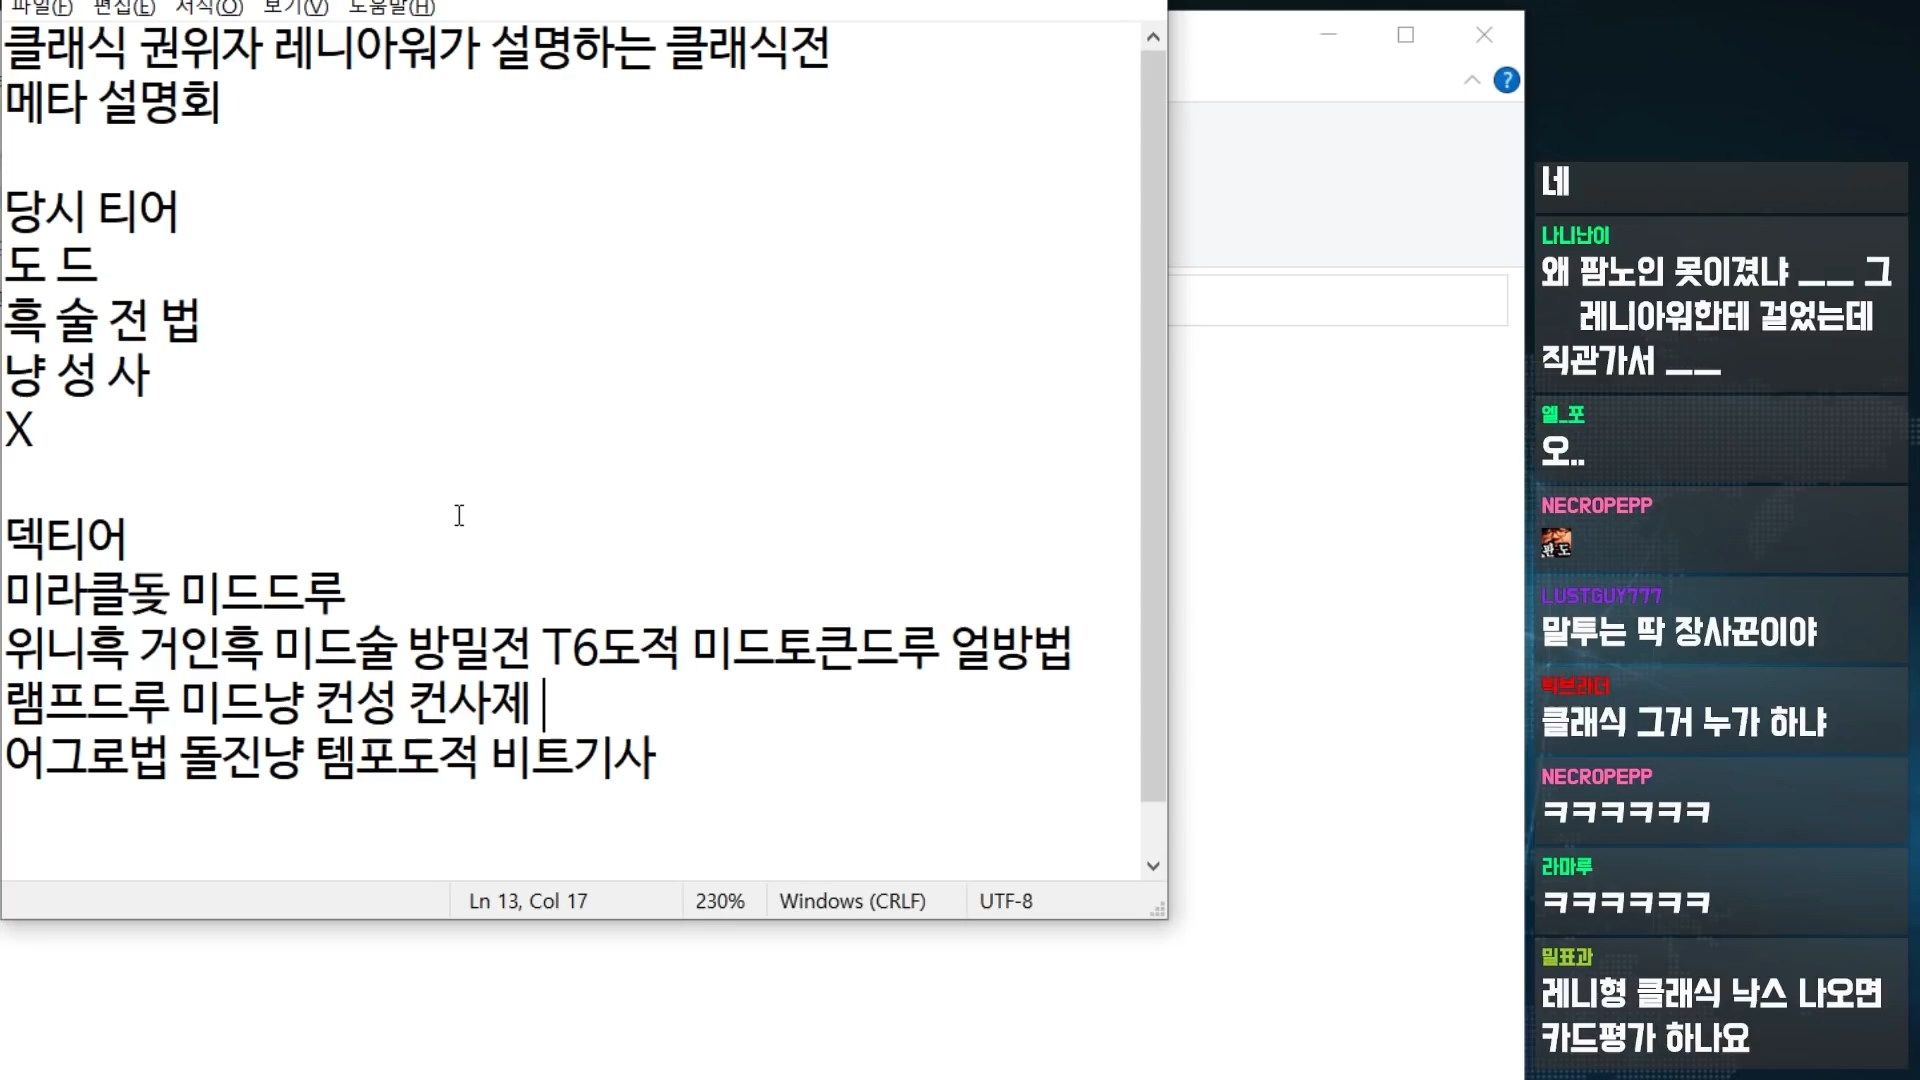 파일(F) 편집(E) 서식(O) 보기(V) 도움말(H)
클래식 권위자 레니아워가 설명하는 클래식전
메타 설명회
당시 티어
도 드
흑 술 전 법
냥 성 사
X
덱티어
미라클돚 미드드루
위니흑 거인흑 미드술 방밀전 T6도적 미드토큰드루 얼방법
램프드루 미드냥 컨성 컨사제
어그로법 돌진냥 템포도적 비트기사
Ln 13, Col 17
230%
Windows (CRLF)
UTF-8
?
네
나니난이
왜 팜노인 못이겼냐 ㅡㅡ 그
레니아워한테 걸었는데
직관가서 ㅡㅡ
엘_포
오..
NECROPEPP
LUSTGUY777
말투는 딱 장사꾼이야
빅브라더
클래식 그거 누가 하냐
NECROPEPP
ㅋㅋㅋㅋㅋㅋ
라마루
ㅋㅋㅋㅋㅋㅋ
밀표과
레니형 클래식 낙스 나오면
카드평가 하나요